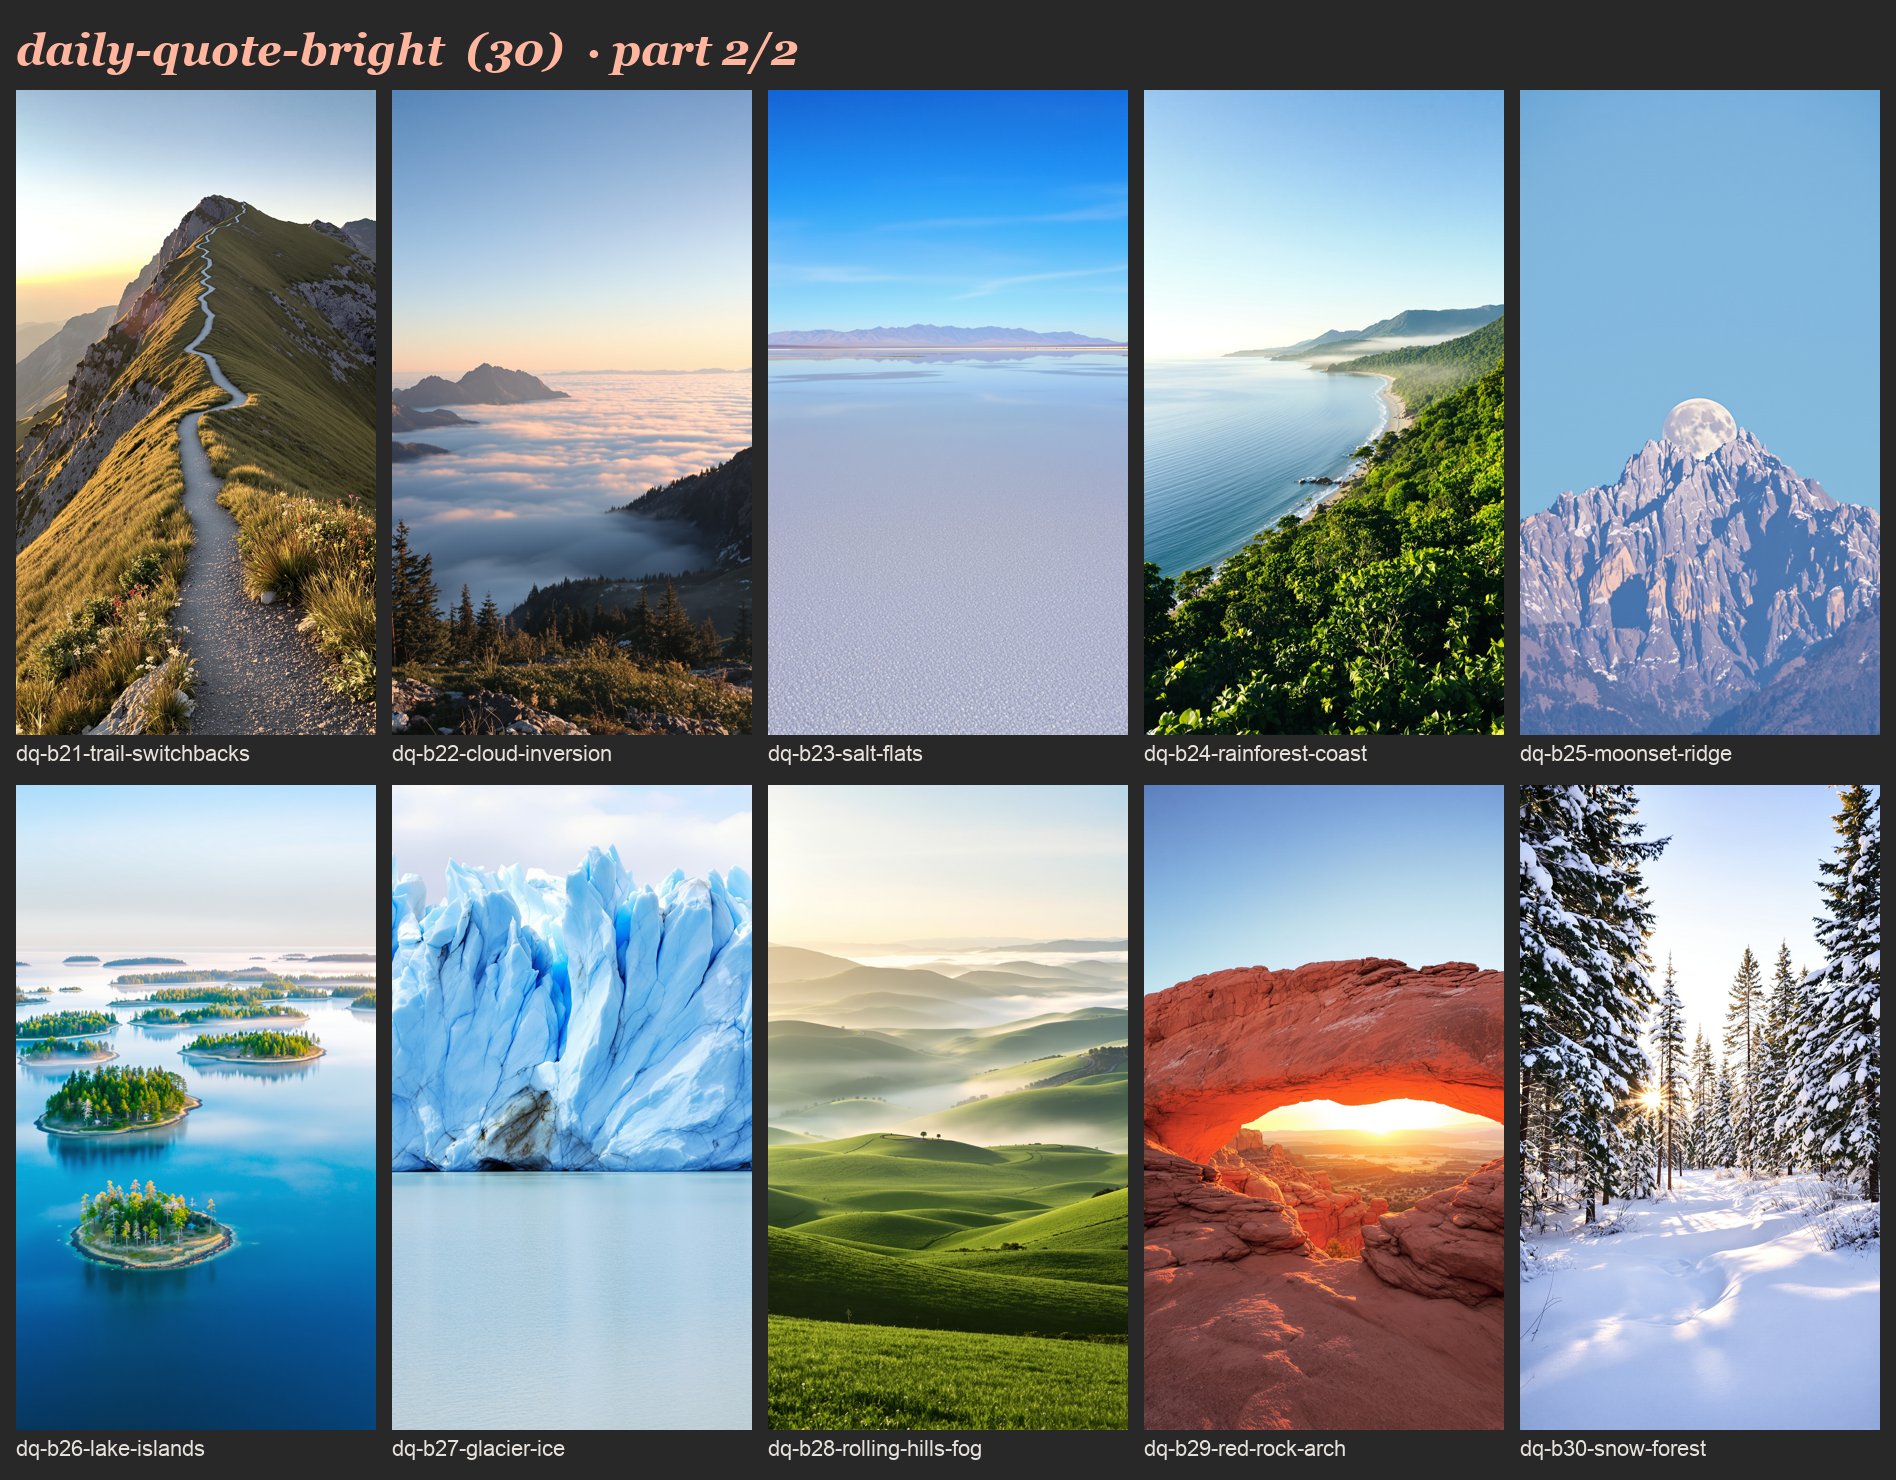 daily-quote-bright (30) · part 2/2
dq-b21-trail-switchbacks
dq-b22-cloud-inversion
dq-b23-salt-flats
dq-b24-rainforest-coast
dq-b25-moonset-ridge
dq-b26-lake-islands
dq-b27-glacier-ice
dq-b28-rolling-hills-fog
dq-b29-red-rock-arch
dq-b30-snow-forest